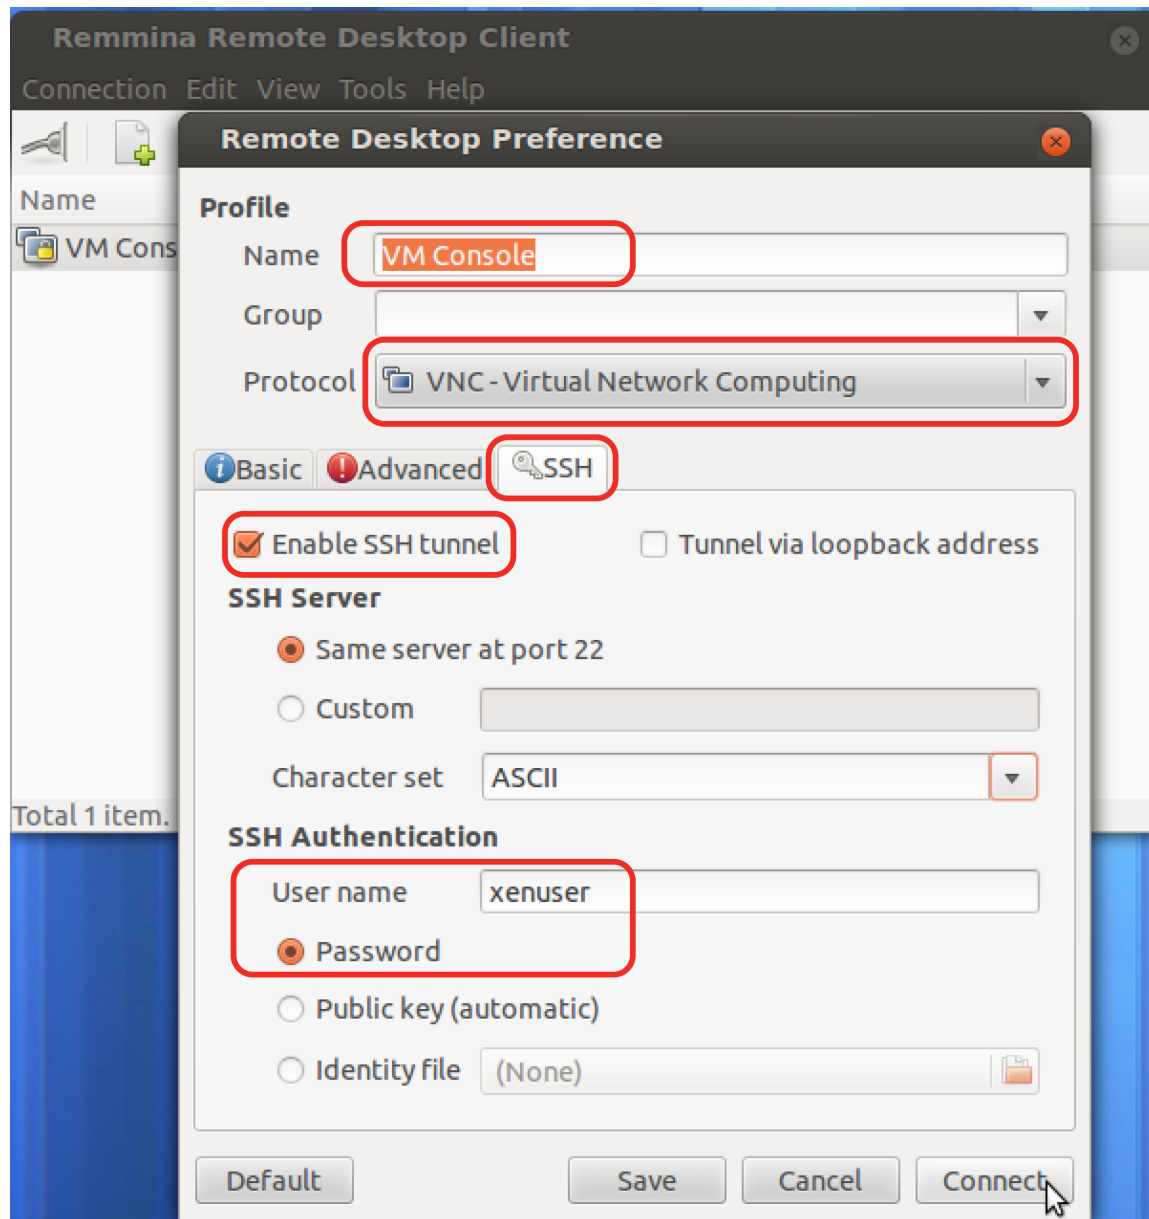 Remmina Remote Desktop Client
Connection Edit View Tools Help
Remote Desktop Preference
Name
Profile
VM Cons
Name VM Console
Group
Protocol VNC - Virtual Network Computing
Basic Advanced SSH
Enable SSH tunnel Tunnel via loopback address
SSH Server
Same server at port 22
Custom
Character set ASCII
Total 1 item.
SSH Authentication
User name xenuser
Password
Public key (automatic)
Identity file (None)
Default Save Cancel Connect